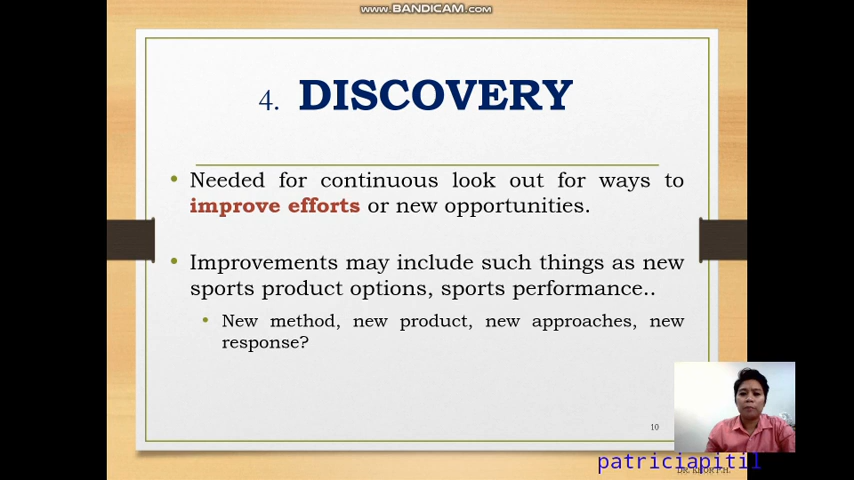 www.BANDICAM.com
4. DISCOVERY
• Needed for continuous look out for ways to
improve efforts or new opportunities.
• Improvements may include such things as new
sports product options, sports performance..
• New method, new product, new approaches, new
response?
10
patriciapitil